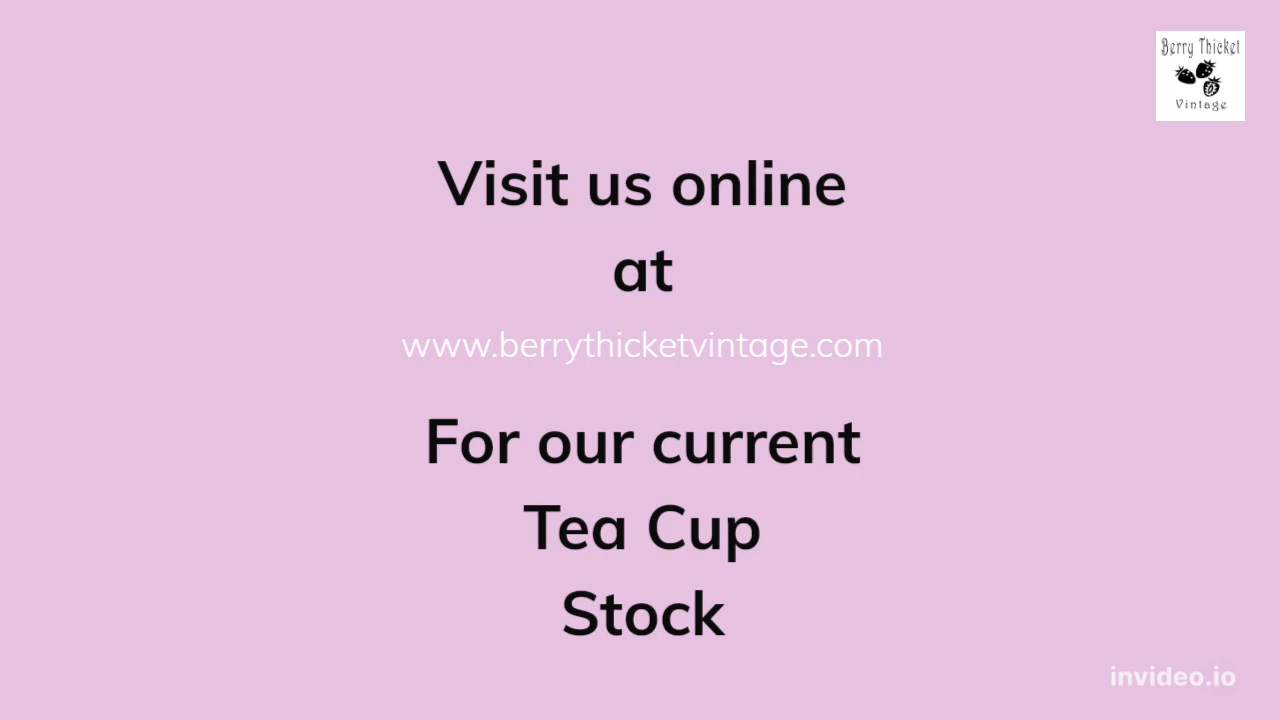 Berry Thicket
Vintage
Visit us online
at
www.berrythicketvintage.com
For our current
Tea Cup
Stock
invideo.io